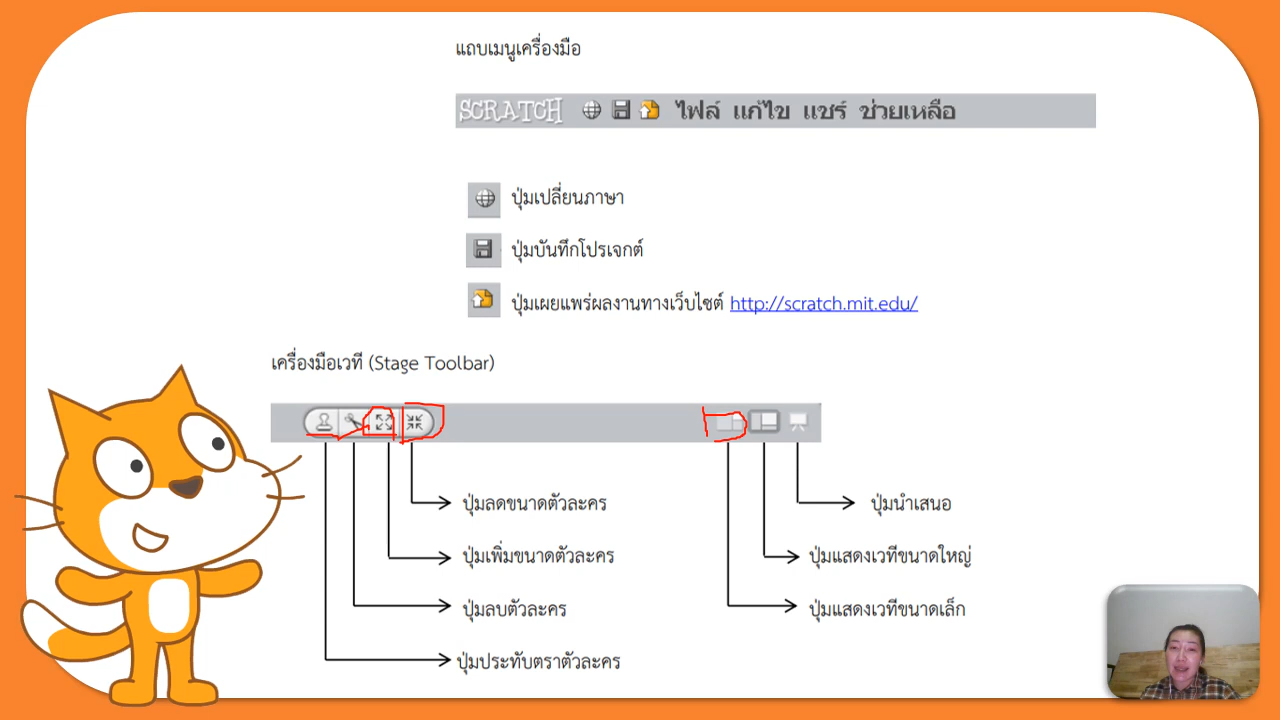 แถบเมนูเครื่องมือ
SCRATCH ไฟล์ แก้ไข แชร์ ช่วยเหลือ
ปุ่มเปลี่ยนภาษา
ปุ่มบันทึกโปรเจกต์
ปุ่มเผยแพร่ผลงานทางเว็บไซต์ http://scratch.mit.edu/
เครื่องมือเวที (Stage Toolbar)
ปุ่มลดขนาดตัวละคร
ปุ่มนำเสนอ
ปุ่มเพิ่มขนาดตัวละคร
ปุ่มแสดงเวทีขนาดใหญ่
ปุ่มลบตัวละคร
ปุ่มแสดงเวทีขนาดเล็ก
ปุ่มประทับตราตัวละคร